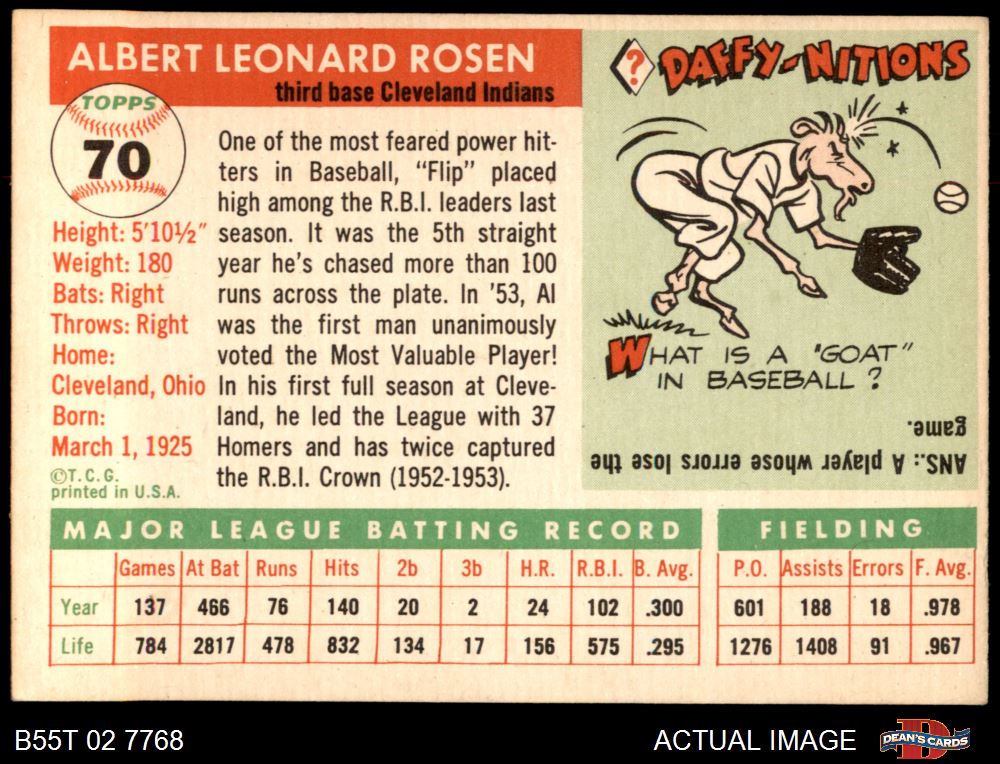 ALBERT LEONARD ROSEN
third base Cleveland Indians
TOPPS
70
Height: 5'10½"
Weight: 180
Bats: Right
Throws: Right
Home:
Cleveland, Ohio
Born:
March 1, 1925
©T.C.G.
printed in U.S.A.
One of the most feared power hit-
ters in Baseball, "Flip" placed
high among the R.B.I. leaders last
season. It was the 5th straight
year he's chased more than 100
runs across the plate. In '53, Al
was the first man unanimously
voted the Most Valuable Player!
In his first full season at Cleve-
land, he led the League with 37
Homers and has twice captured
the R.B.I. Crown (1952-1953).
? DAFFY-NITIONS
WHAT IS A "GOAT"
IN BASEBALL?
ANS.: A player whose errors lose the
game.
MAJOR LEAGUE BATTING RECORD
Games At Bat Runs Hits 2b 3b H.R. R.B.I. B. Avg.
Year 137 466 76 140 20 2 24 102 .300
Life 784 2817 478 832 134 17 156 575 .295
FIELDING
P.O. Assists Errors F. Avg.
601 188 18 .978
1276 1408 91 .967
B55T 02 7768
ACTUAL IMAGE
D
DEAN'S CARDS